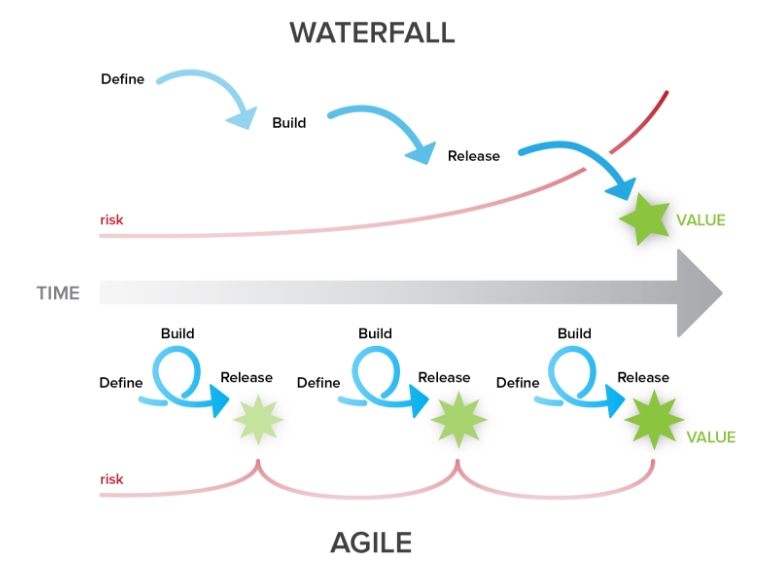 WATERFALL
Define
Build
Release
risk
VALUE
TIME
Build
Define
Release
Build
Define
Release
Build
Define
Release
VALUE
risk
AGILE